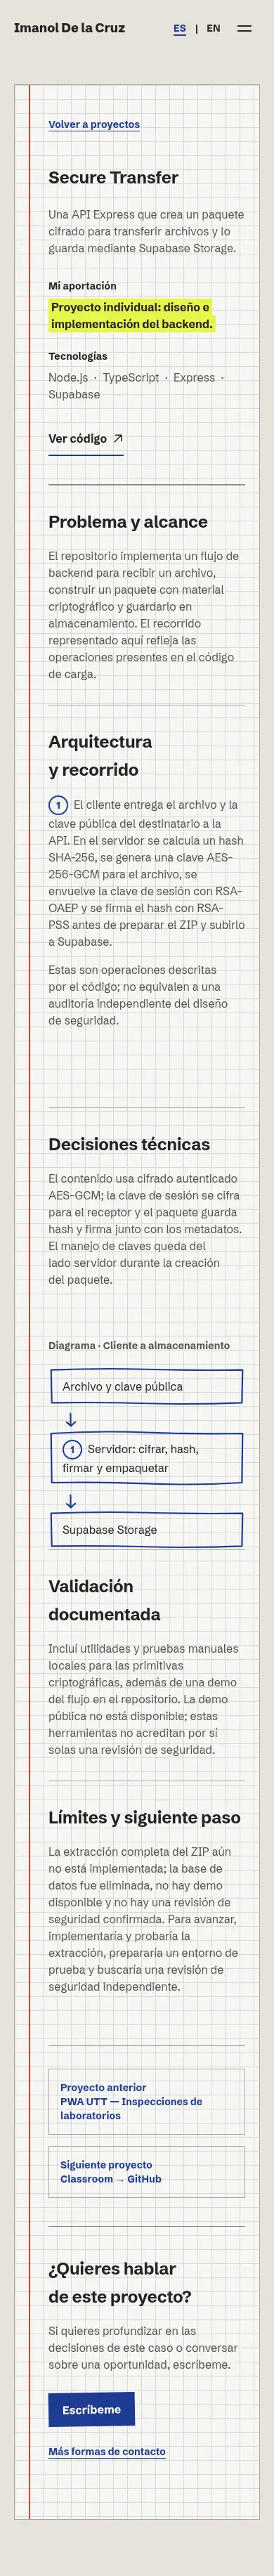 Imanol De la Cruz
ES | EN
Volver a proyectos
Secure Transfer
Una API Express que crea un paquete
cifrado para transferir archivos y lo
guarda mediante Supabase Storage.
Mi aportación
Proyecto individual: diseño e
implementación del backend.
Tecnologías
Node.js · TypeScript · Express ·
Supabase
Ver código ↗
Problema y alcance
El repositorio implementa un flujo de
backend para recibir un archivo,
construir un paquete con material
criptográfico y guardarlo en
almacenamiento. El recorrido
representado aquí refleja las
operaciones presentes en el código
de carga.
Arquitectura
y recorrido
1 El cliente entrega el archivo y la
clave pública del destinatario a la
API. En el servidor se calcula un hash
SHA-256, se genera una clave AES-
256-GCM para el archivo, se
envuelve la clave de sesión con RSA-
OAEP y se firma el hash con RSA-
PSS antes de preparar el ZIP y subirlo
a Supabase.
Estas son operaciones descritas
por el código; no equivalen a una
auditoría independiente del diseño
de seguridad.
Decisiones técnicas
El contenido usa cifrado autenticado
AES-GCM; la clave de sesión se cifra
para el receptor y el paquete guarda
hash y firma junto con los metadatos.
El manejo de claves queda del
lado servidor durante la creación
del paquete.
Diagrama · Cliente a almacenamiento
Archivo y clave pública
↓
1 Servidor: cifrar, hash,
firmar y empaquetar
↓
Supabase Storage
Validación
documentada
Incluí utilidades y pruebas manuales
locales para las primitivas
criptográficas, además de una demo
del flujo en el repositorio. La demo
pública no está disponible; estas
herramientas no acreditan por sí
solas una revisión de seguridad.
Límites y siguiente paso
La extracción completa del ZIP aún
no está implementada; la base de
datos fue eliminada, no hay demo
disponible y no hay una revisión de
seguridad confirmada. Para avanzar,
implementaría y probaría la
extracción, prepararía un entorno de
prueba y buscaría una revisión de
seguridad independiente.
Proyecto anterior
PWA UTT — Inspecciones de
laboratorios
Siguiente proyecto
Classroom → GitHub
¿Quieres hablar
de este proyecto?
Si quieres profundizar en las
decisiones de este caso o conversar
sobre una oportunidad, escríbeme.
Escríbeme
Más formas de contacto